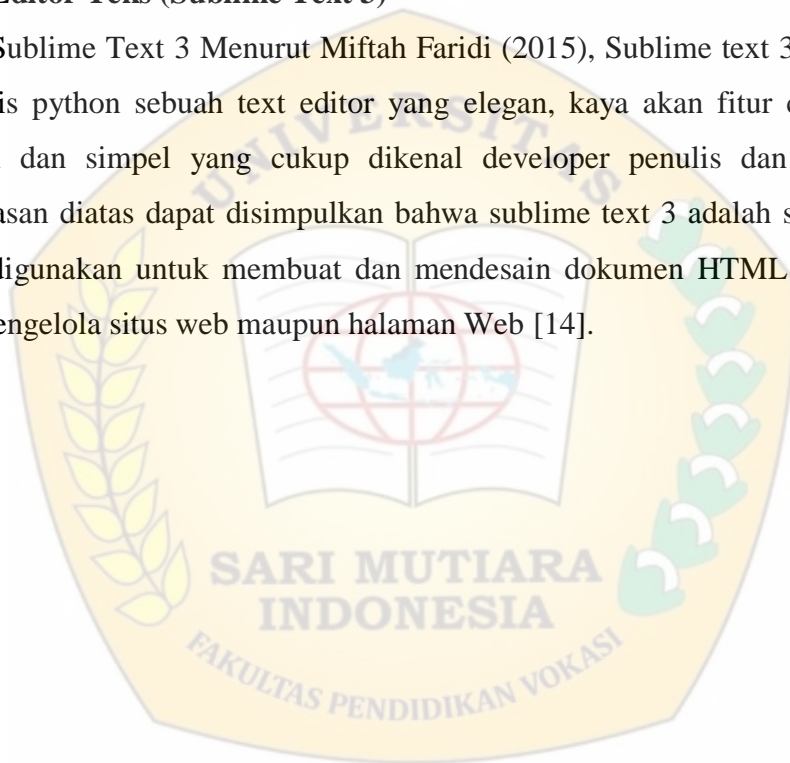 Editor Teks (Sublime Text 3)
Sublime Text 3 Menurut Miftah Faridi (2015), Sublime text 3
is python sebuah text editor yang elegan, kaya akan fitur
dan simpel yang cukup dikenal developer penulis dan
asan diatas dapat disimpulkan bahwa sublime text 3 adalah
digunakan untuk membuat dan mendesain dokumen HTML
engelola situs web maupun halaman Web [14].
UNIVERSITAS
SARI MUTIARA
INDONESIA
FAKULTAS PENDIDIKAN VOKASI